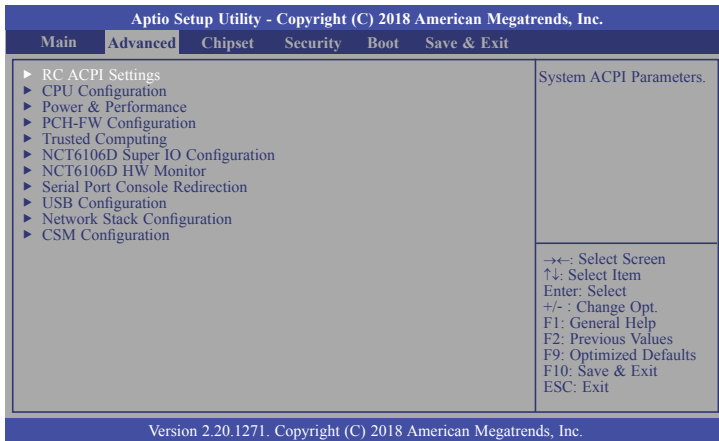 Aptio Setup Utility - Copyright (C) 2018 American Megatrends, Inc.
Main Advanced Chipset Security Boot Save & Exit
▶ RC ACPI Settings
▶ CPU Configuration
▶ Power & Performance
▶ PCH-FW Configuration
▶ Trusted Computing
▶ NCT6106D Super IO Configuration
▶ NCT6106D HW Monitor
▶ Serial Port Console Redirection
▶ USB Configuration
▶ Network Stack Configuration
▶ CSM Configuration
System ACPI Parameters.
→←: Select Screen
↑↓: Select Item
Enter: Select
+/- : Change Opt.
F1: General Help
F2: Previous Values
F9: Optimized Defaults
F10: Save & Exit
ESC: Exit
Version 2.20.1271. Copyright (C) 2018 American Megatrends, Inc.